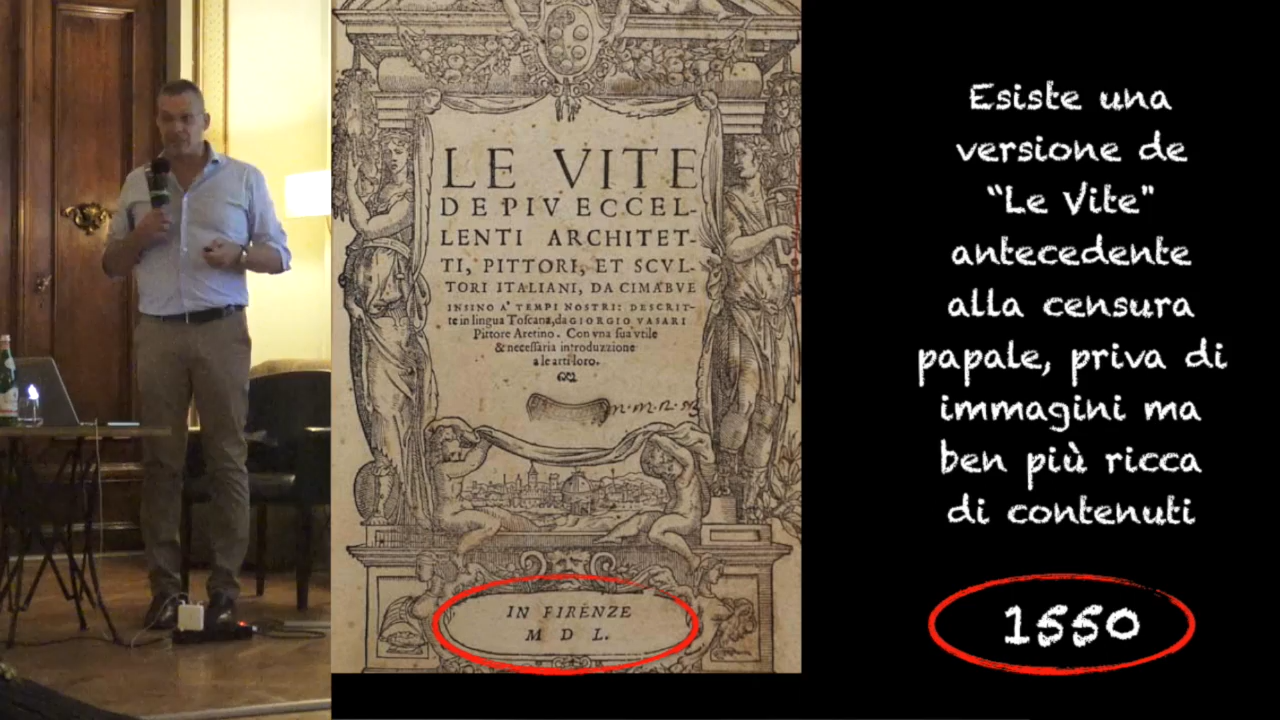 LE VITE
DE PIV ECCEL-
LENTI ARCHITET-
TI, PITTORI, ET SCVL-
TORI ITALIANI, DA CIMABVE
INSINO A' TEMPI NOSTRI: DESCRIT-
te in lingua Toscana, da GIORGIO VASARI
Pittore Aretino. Con vna sua vtile
& necessaria introduzzione
a le arti loro.
IN FIRENZE
M D L.
Esiste una
versione de
“Le Vite"
antecedente
alla censura
papale, priva di
immagini ma
ben più ricca
di contenuti
1550